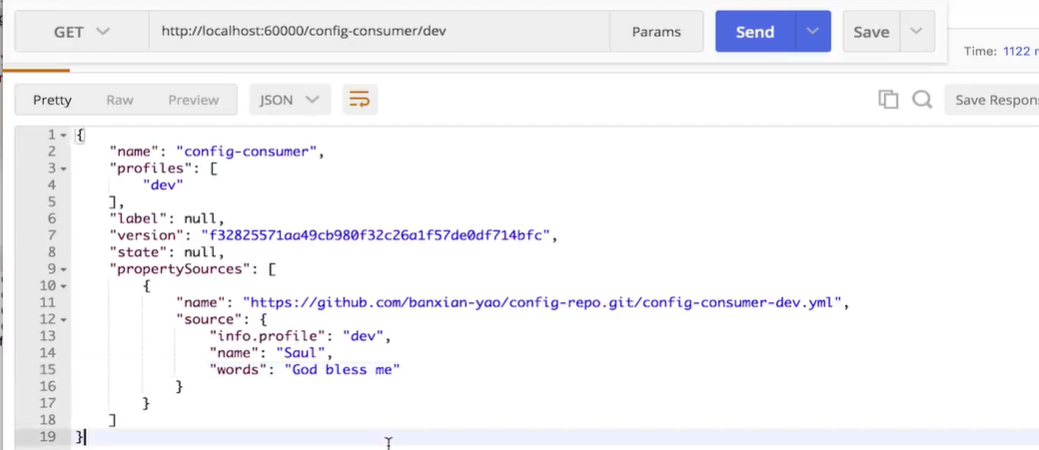 GET http://localhost:60000/config-consumer/dev Params Send Save
Time: 1122
Pretty Raw Preview JSON Save Respon
1 {
2 "name": "config-consumer",
3 "profiles": [
4 "dev"
5 ],
6 "label": null,
7 "version": "f32825571aa49cb980f32c26a1f57de0df714bfc",
8 "state": null,
9 "propertySources": [
10 {
11 "name": "https://github.com/banxian-yao/config-repo.git/config-consumer-dev.yml",
12 "source": {
13 "info.profile": "dev",
14 "name": "Saul",
15 "words": "God bless me"
16 }
17 }
18 ]
19 }